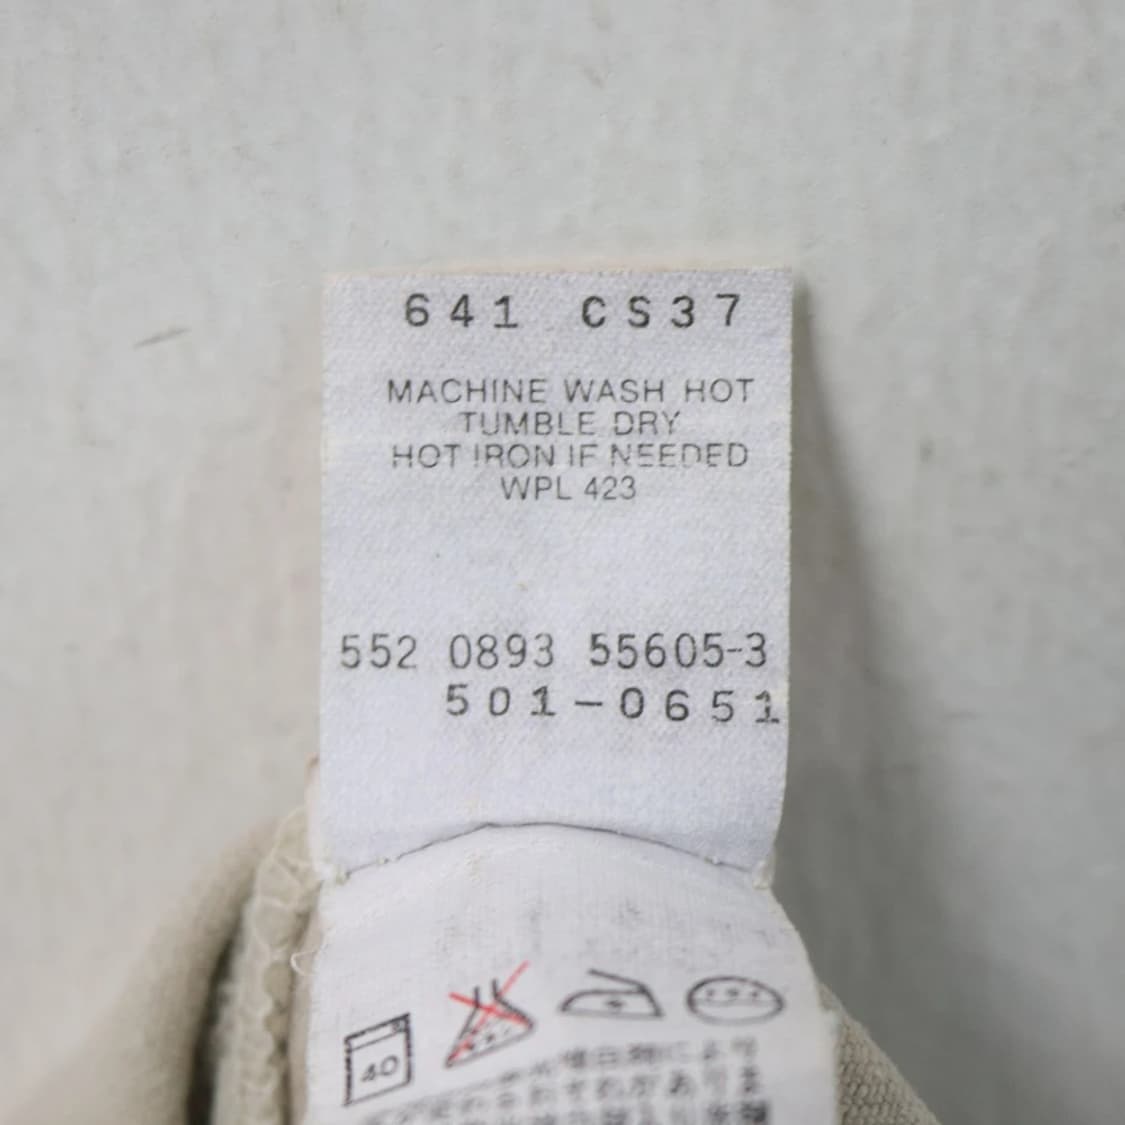 641 CS37
MACHINE WASH HOT
TUMBLE DRY
HOT IRON IF NEEDED
WPL 423
552 0893 55605-3
501-0651
40